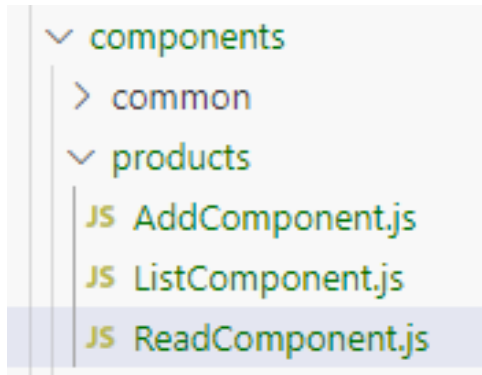 components
common
products
JS AddComponent.js
JS ListComponent.js
JS ReadComponent.js